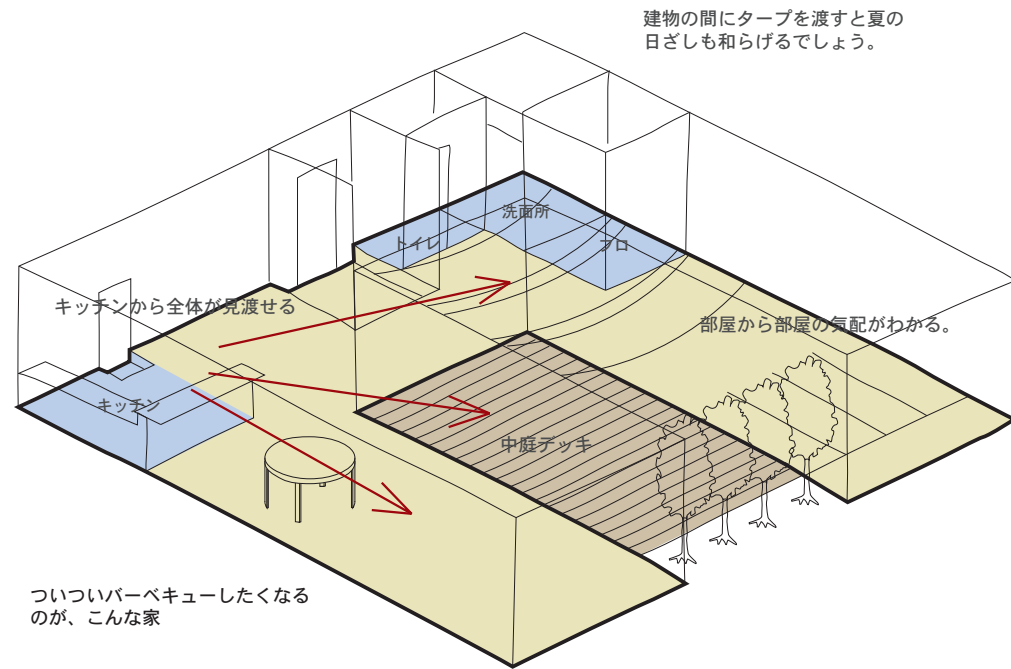 建物の間にタープを渡すと夏の
日ざしも和らげるでしょう。
洗面所
トイレ
フロ
キッチンから全体が見渡せる
部屋から部屋の気配がわかる。
キッチン
中庭デッキ
ついついバーベキューしたくなる
のが、こんな家